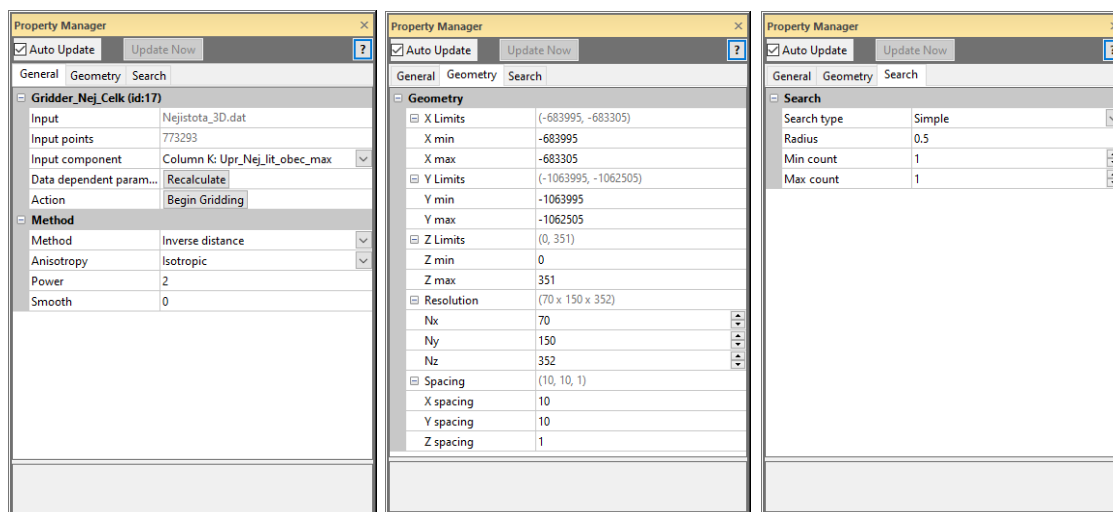 Property Manager
Auto Update Update Now ?
General Geometry Search
Gridder_Nej_Celk (id:17)
Input Nejistota_3D.dat
Input points 773293
Input component Column K: Upr_Nej_lit_obec_max
Data dependent param... Recalculate
Action Begin Gridding
Method
Method Inverse distance
Anisotropy Isotropic
Power 2
Smooth 0
Property Manager
Auto Update Update Now ?
General Geometry Search
Geometry
X Limits (-683995, -683305)
X min -683995
X max -683305
Y Limits (-1063995, -1062505)
Y min -1063995
Y max -1062505
Z Limits (0, 351)
Z min 0
Z max 351
Resolution (70 x 150 x 352)
Nx 70
Ny 150
Nz 352
Spacing (10, 10, 1)
X spacing 10
Y spacing 10
Z spacing 1
Property Manager
Auto Update Update Now ?
General Geometry Search
Search
Search type Simple
Radius 0.5
Min count 1
Max count 1